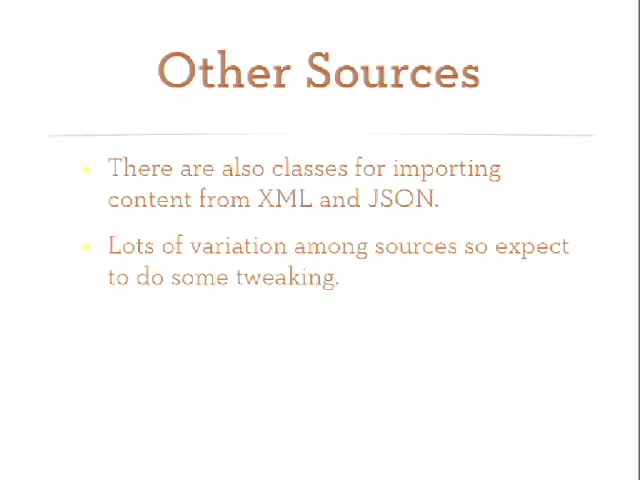 Other Sources
There are also classes for importing
content from XML and JSON.
Lots of variation among sources so expect
to do some tweaking.